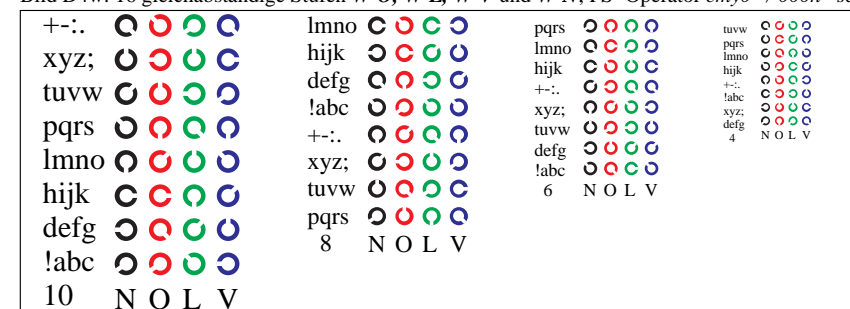 +-:.
xyz;
tuvw
pqrs
lmno
hijk
defg
!abc
10 N O L V
lmno
hijk
defg
!abc
+-:.
xyz;
tuvw
pqrs
8 N O L V
pqrs
lmno
hijk
+-:.
xyz;
tuvw
defg
!abc
6 N O L V
tuvw
pqrs
lmno
hijk
+-:.
!abc
xyz;
defg
4 N O L V